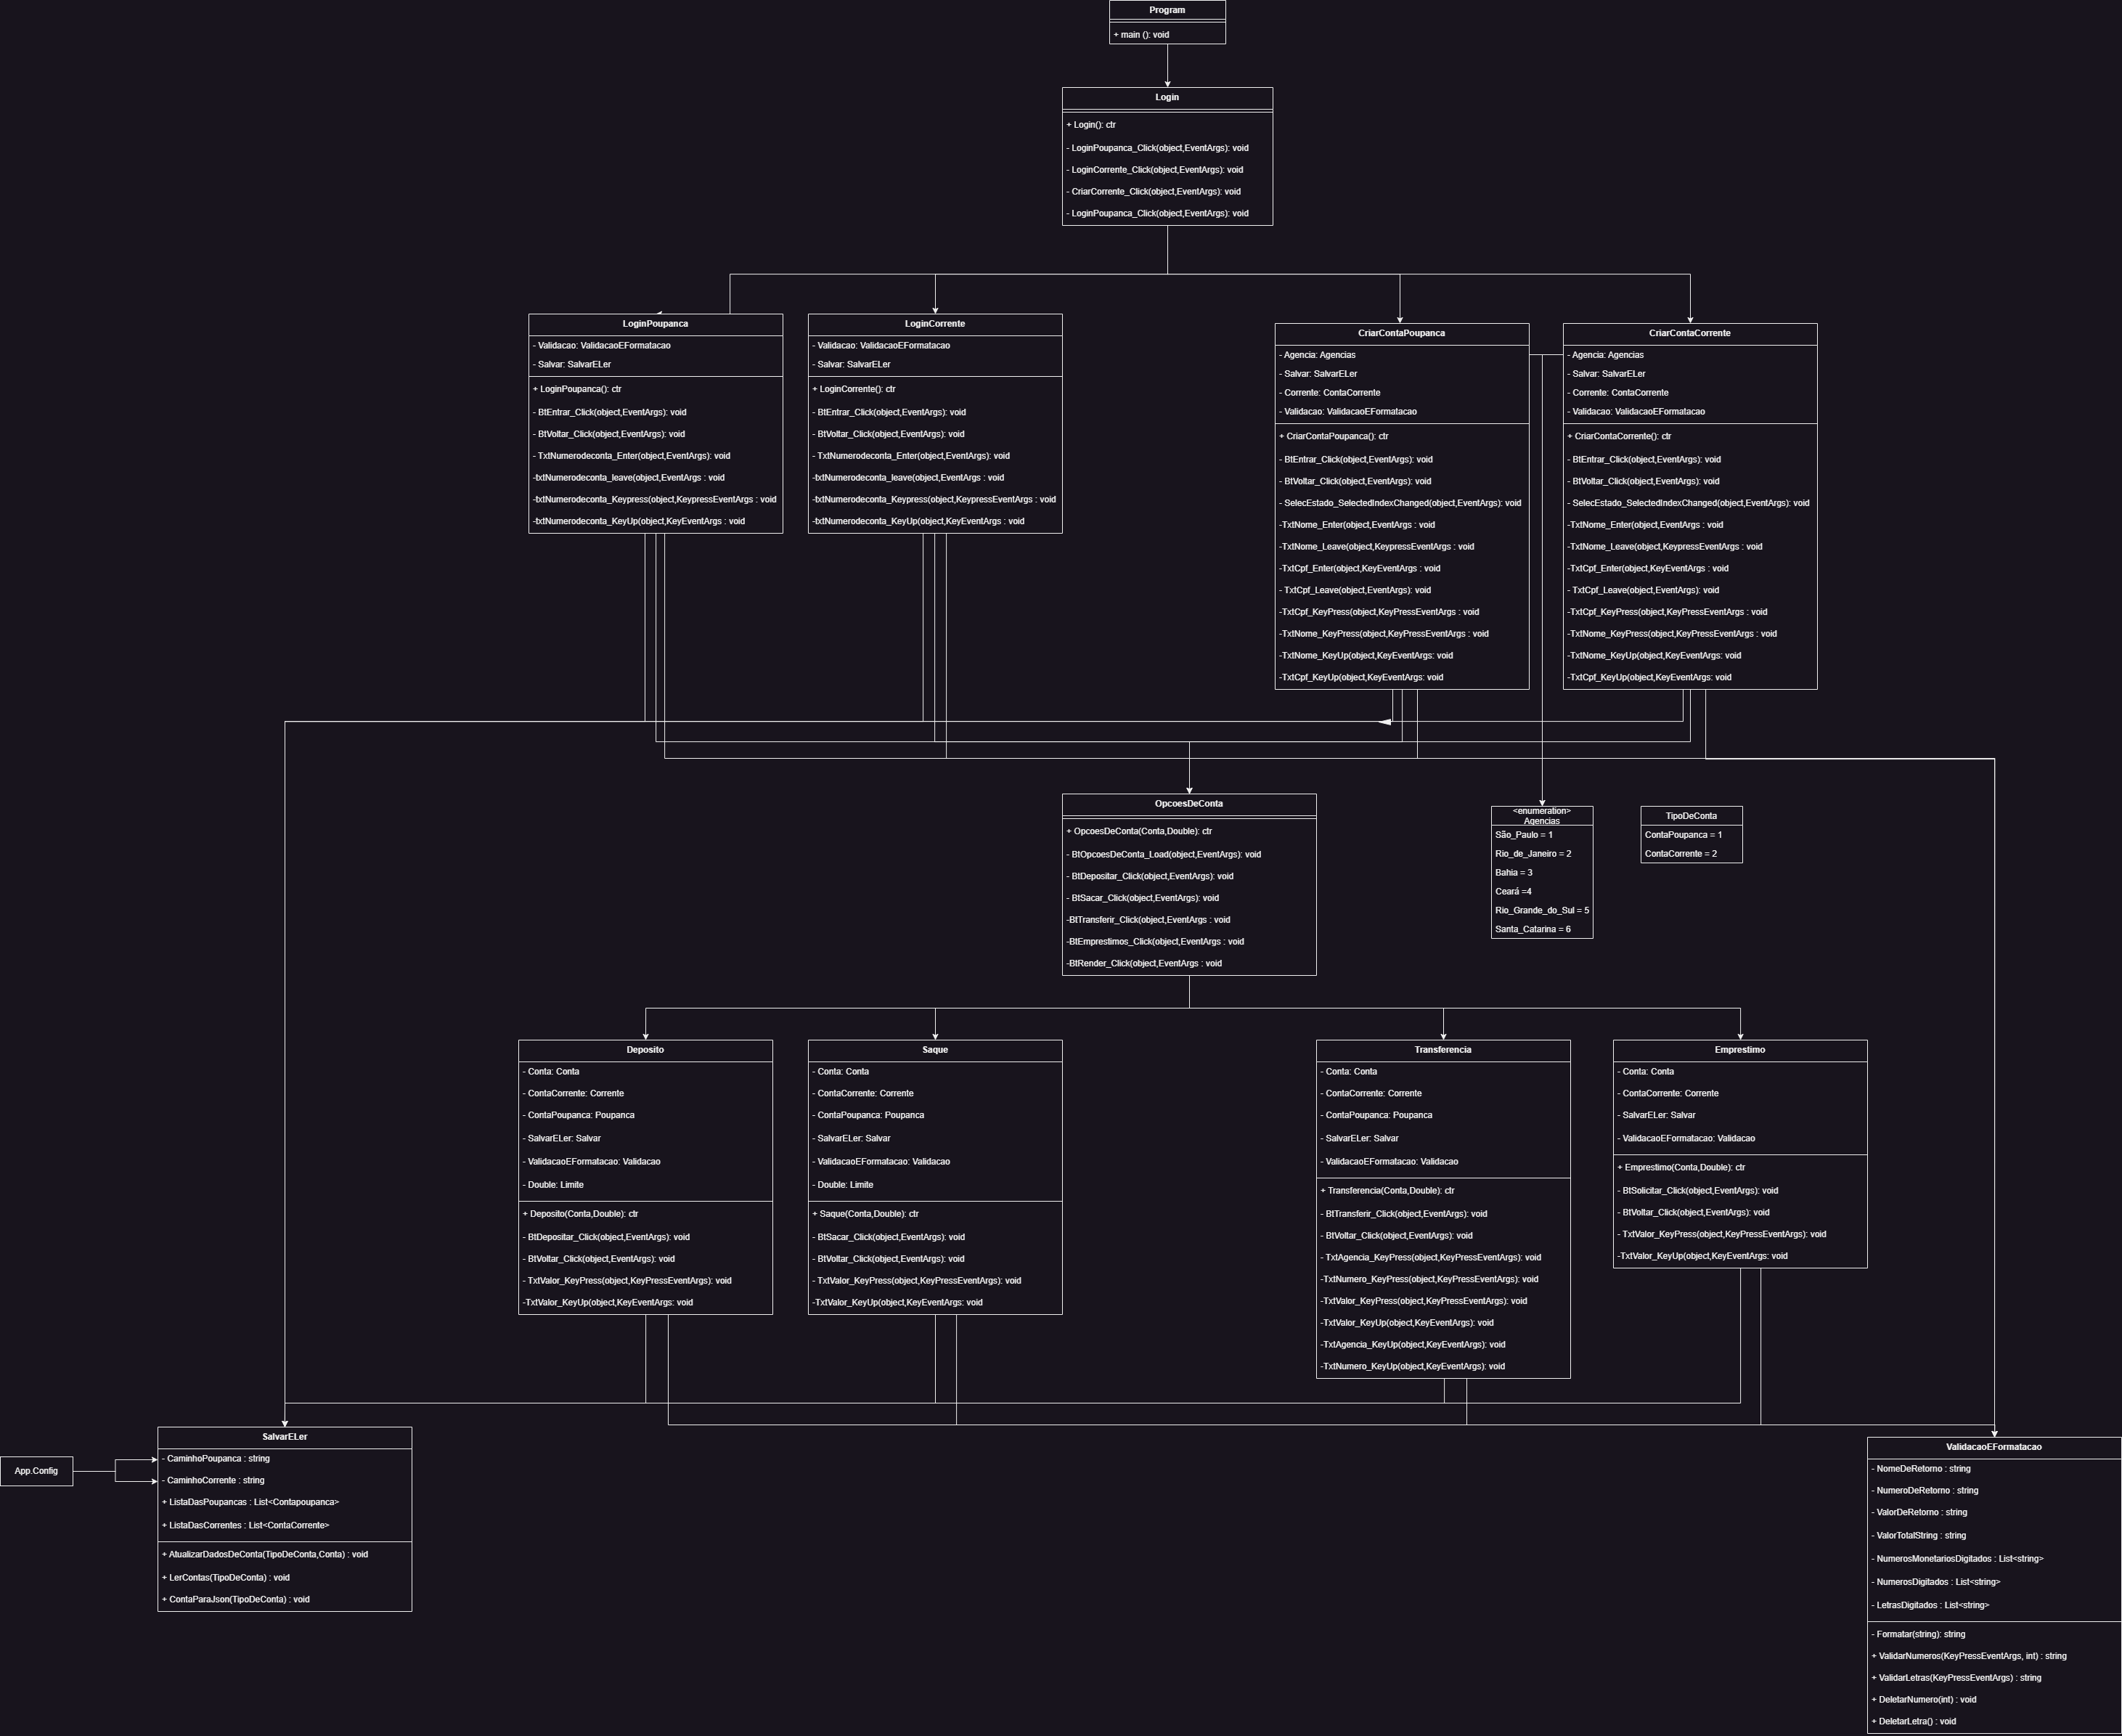 Program
+ main (): void
Login
+ Login(): ctr
- LoginPoupanca_Click(object,EventArgs): void
- LoginCorrente_Click(object,EventArgs): void
- CriarCorrente_Click(object,EventArgs): void
- LoginPoupanca_Click(object,EventArgs): void
LoginPoupanca
- Validacao: ValidacaoEFormatacao
- Salvar: SalvarELer
+ LoginPoupanca(): ctr
- BtEntrar_Click(object,EventArgs): void
- BtVoltar_Click(object,EventArgs): void
- TxtNumerodeconta_Enter(object,EventArgs): void
-txtNumerodeconta_leave(object,EventArgs : void
-txtNumerodeconta_Keypress(object,KeypressEventArgs : void
-txtNumerodeconta_KeyUp(object,KeyEventArgs : void
LoginCorrente
- Validacao: ValidacaoEFormatacao
- Salvar: SalvarELer
+ LoginCorrente(): ctr
- BtEntrar_Click(object,EventArgs): void
- BtVoltar_Click(object,EventArgs): void
- TxtNumerodeconta_Enter(object,EventArgs): void
-txtNumerodeconta_leave(object,EventArgs : void
-txtNumerodeconta_Keypress(object,KeypressEventArgs : void
-txtNumerodeconta_KeyUp(object,KeyEventArgs : void
CriarContaPoupanca
- Agencia: Agencias
- Salvar: SalvarELer
- Corrente: ContaCorrente
- Validacao: ValidacaoEFormatacao
+ CriarContaPoupanca(): ctr
- BtEntrar_Click(object,EventArgs): void
- BtVoltar_Click(object,EventArgs): void
- SelecEstado_SelectedIndexChanged(object,EventArgs): void
-TxtNome_Enter(object,EventArgs : void
-TxtNome_Leave(object,KeypressEventArgs : void
-TxtCpf_Enter(object,KeyEventArgs : void
- TxtCpf_Leave(object,EventArgs): void
-TxtCpf_KeyPress(object,KeyPressEventArgs : void
-TxtNome_KeyPress(object,KeyPressEventArgs : void
-TxtNome_KeyUp(object,KeyEventArgs: void
-TxtCpf_KeyUp(object,KeyEventArgs: void
CriarContaCorrente
- Agencia: Agencias
- Salvar: SalvarELer
- Corrente: ContaCorrente
- Validacao: ValidacaoEFormatacao
+ CriarContaCorrente(): ctr
- BtEntrar_Click(object,EventArgs): void
- BtVoltar_Click(object,EventArgs): void
- SelecEstado_SelectedIndexChanged(object,EventArgs): void
-TxtNome_Enter(object,EventArgs : void
-TxtNome_Leave(object,KeypressEventArgs : void
-TxtCpf_Enter(object,KeyEventArgs : void
- TxtCpf_Leave(object,EventArgs): void
-TxtCpf_KeyPress(object,KeyPressEventArgs : void
-TxtNome_KeyPress(object,KeyPressEventArgs : void
-TxtNome_KeyUp(object,KeyEventArgs: void
-TxtCpf_KeyUp(object,KeyEventArgs: void
OpcoesDeConta
+ OpcoesDeConta(Conta,Double): ctr
- BtOpcoesDeConta_Load(object,EventArgs): void
- BtDepositar_Click(object,EventArgs): void
- BtSacar_Click(object,EventArgs): void
-BtTransferir_Click(object,EventArgs : void
-BtEmprestimos_Click(object,EventArgs : void
-BtRender_Click(object,EventArgs : void
<enumeration>
Agencias
São_Paulo = 1
Rio_de_Janeiro = 2
Bahia = 3
Ceará =4
Rio_Grande_do_Sul = 5
Santa_Catarina = 6
TipoDeConta
ContaPoupanca = 1
ContaCorrente = 2
Deposito
- Conta: Conta
- ContaCorrente: Corrente
- ContaPoupanca: Poupanca
- SalvarELer: Salvar
- ValidacaoEFormatacao: Validacao
- Double: Limite
+ Deposito(Conta,Double): ctr
- BtDepositar_Click(object,EventArgs): void
- BtVoltar_Click(object,EventArgs): void
- TxtValor_KeyPress(object,KeyPressEventArgs): void
-TxtValor_KeyUp(object,KeyEventArgs: void
Saque
- Conta: Conta
- ContaCorrente: Corrente
- ContaPoupanca: Poupanca
- SalvarELer: Salvar
- ValidacaoEFormatacao: Validacao
- Double: Limite
+ Saque(Conta,Double): ctr
- BtSacar_Click(object,EventArgs): void
- BtVoltar_Click(object,EventArgs): void
- TxtValor_KeyPress(object,KeyPressEventArgs): void
-TxtValor_KeyUp(object,KeyEventArgs: void
Transferencia
- Conta: Conta
- ContaCorrente: Corrente
- ContaPoupanca: Poupanca
- SalvarELer: Salvar
- ValidacaoEFormatacao: Validacao
+ Transferencia(Conta,Double): ctr
- BtTransferir_Click(object,EventArgs): void
- BtVoltar_Click(object,EventArgs): void
- TxtAgencia_KeyPress(object,KeyPressEventArgs): void
-TxtNumero_KeyPress(object,KeyPressEventArgs): void
-TxtValor_KeyPress(object,KeyPressEventArgs): void
-TxtValor_KeyUp(object,KeyEventArgs): void
-TxtAgencia_KeyUp(object,KeyEventArgs): void
-TxtNumero_KeyUp(object,KeyEventArgs): void
Emprestimo
- Conta: Conta
- ContaCorrente: Corrente
- SalvarELer: Salvar
- ValidacaoEFormatacao: Validacao
+ Emprestimo(Conta,Double): ctr
- BtSolicitar_Click(object,EventArgs): void
- BtVoltar_Click(object,EventArgs): void
- TxtValor_KeyPress(object,KeyPressEventArgs): void
-TxtValor_KeyUp(object,KeyEventArgs: void
App.Config
SalvarELer
- CaminhoPoupanca : string
- CaminhoCorrente : string
+ ListaDasPoupancas : List<Contapoupanca>
+ ListaDasCorrentes : List<ContaCorrente>
+ AtualizarDadosDeConta(TipoDeConta,Conta) : void
+ LerContas(TipoDeConta) : void
+ ContaParaJson(TipoDeConta) : void
ValidacaoEFormatacao
- NomeDeRetorno : string
- NumeroDeRetorno : string
- ValorDeRetorno : string
- ValorTotalString : string
- NumerosMonetariosDigitados : List<string>
- NumerosDigitados : List<string>
- LetrasDigitados : List<string>
- Formatar(string): string
+ ValidarNumeros(KeyPressEventArgs, int) : string
+ ValidarLetras(KeyPressEventArgs) : string
+ DeletarNumero(int) : void
+ DeletarLetra() : void